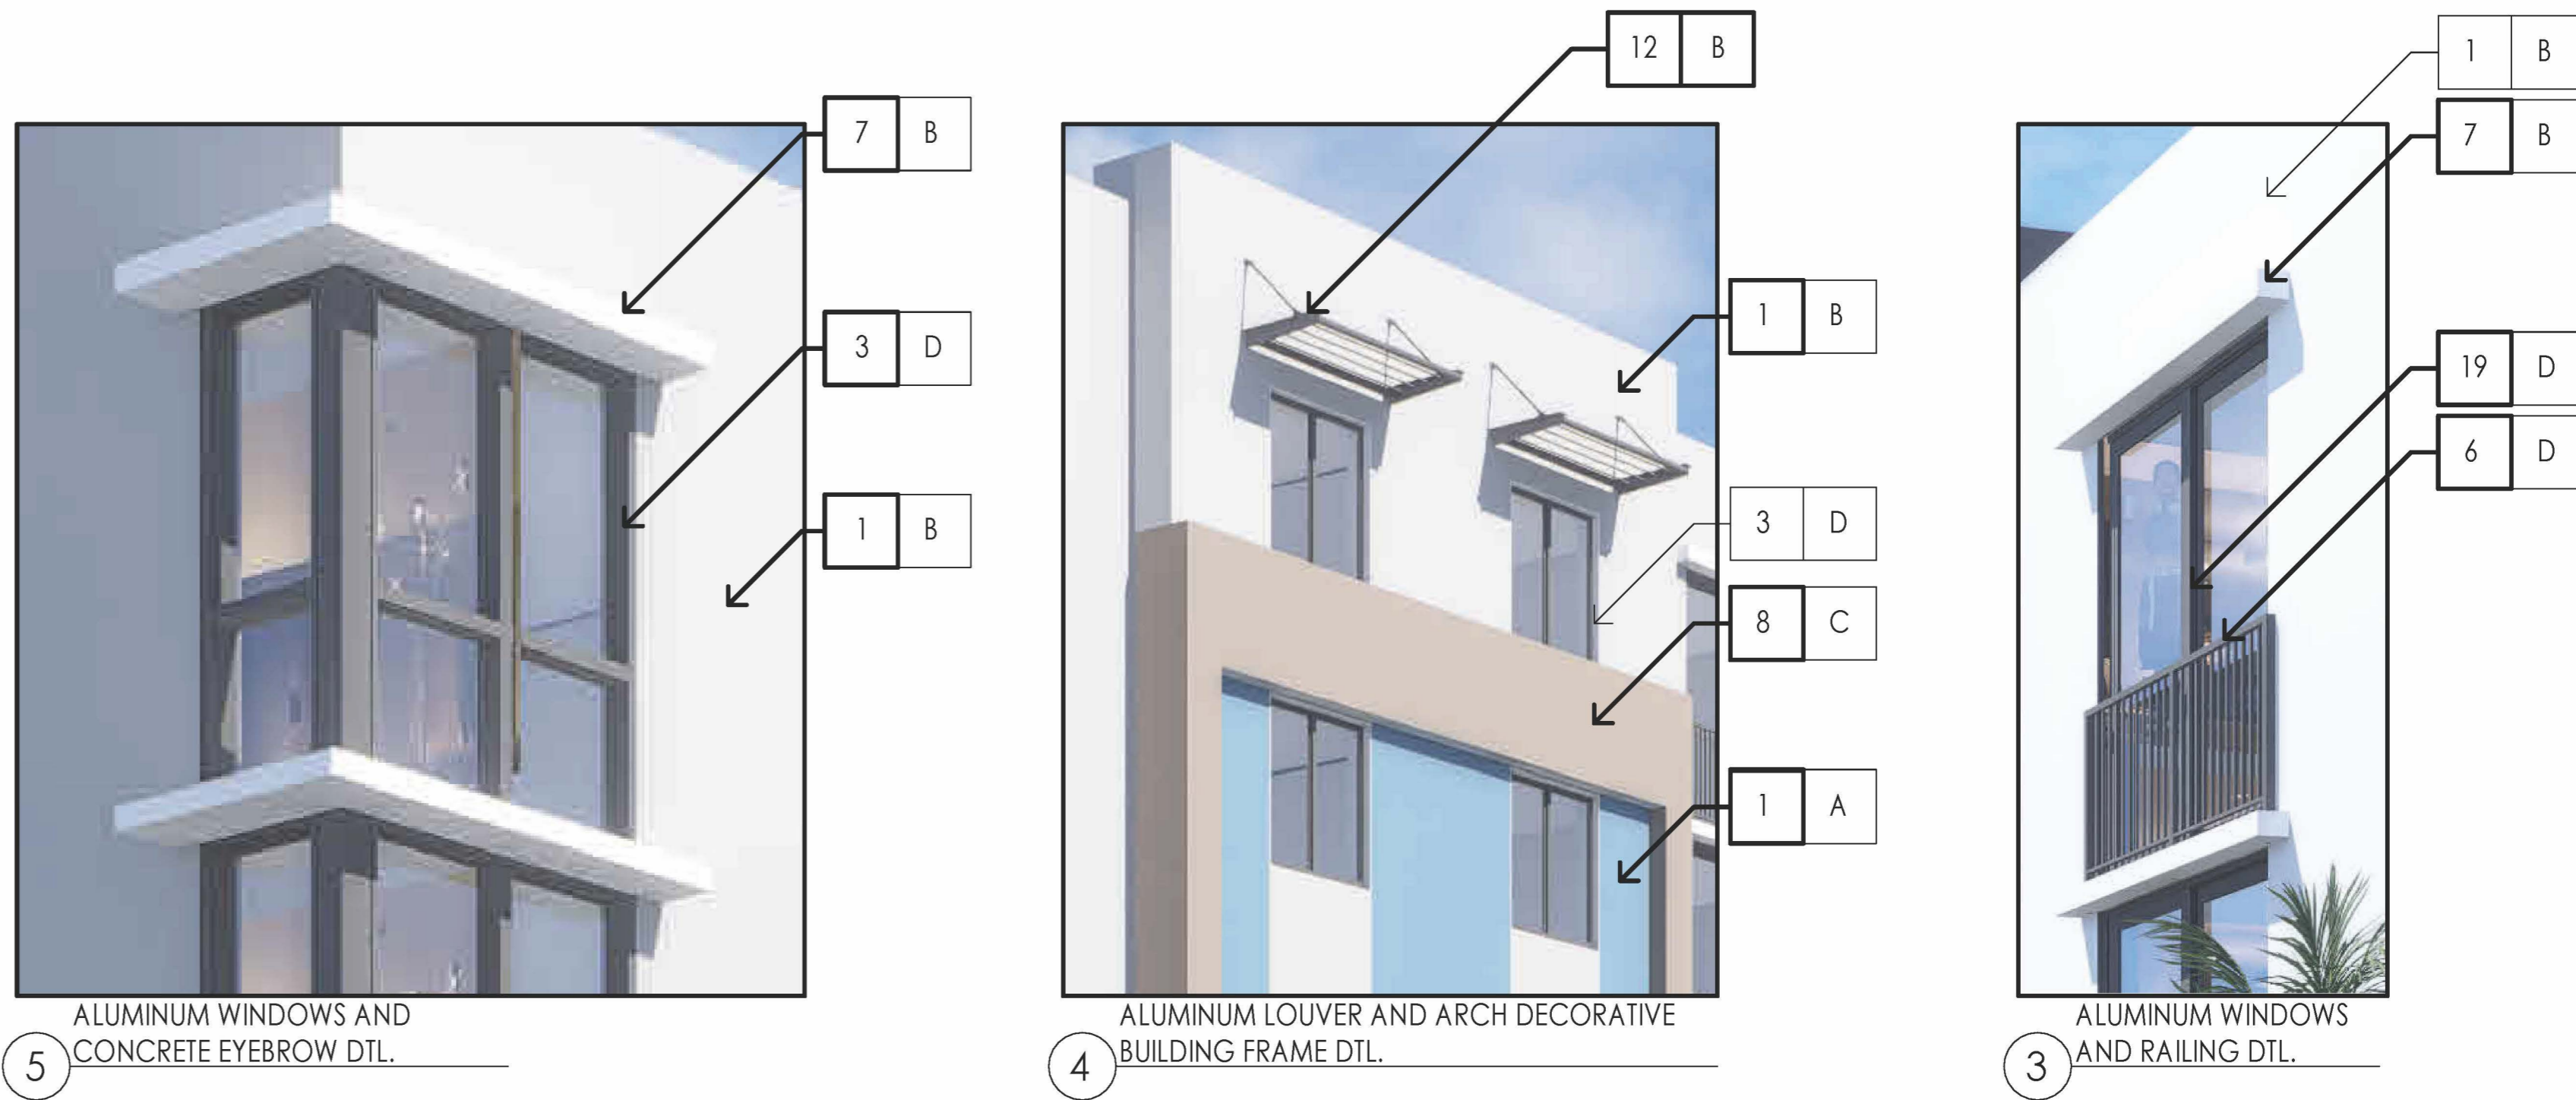 7 B
3 D
1 B
5
ALUMINUM WINDOWS AND
CONCRETE EYEBROW DTL.
12 B
1 B
3 D
8 C
1 A
4
ALUMINUM LOUVER AND ARCH DECORATIVE
BUILDING FRAME DTL.
1 B
7 B
19 D
6 D
3
ALUMINUM WINDOWS
AND RAILING DTL.